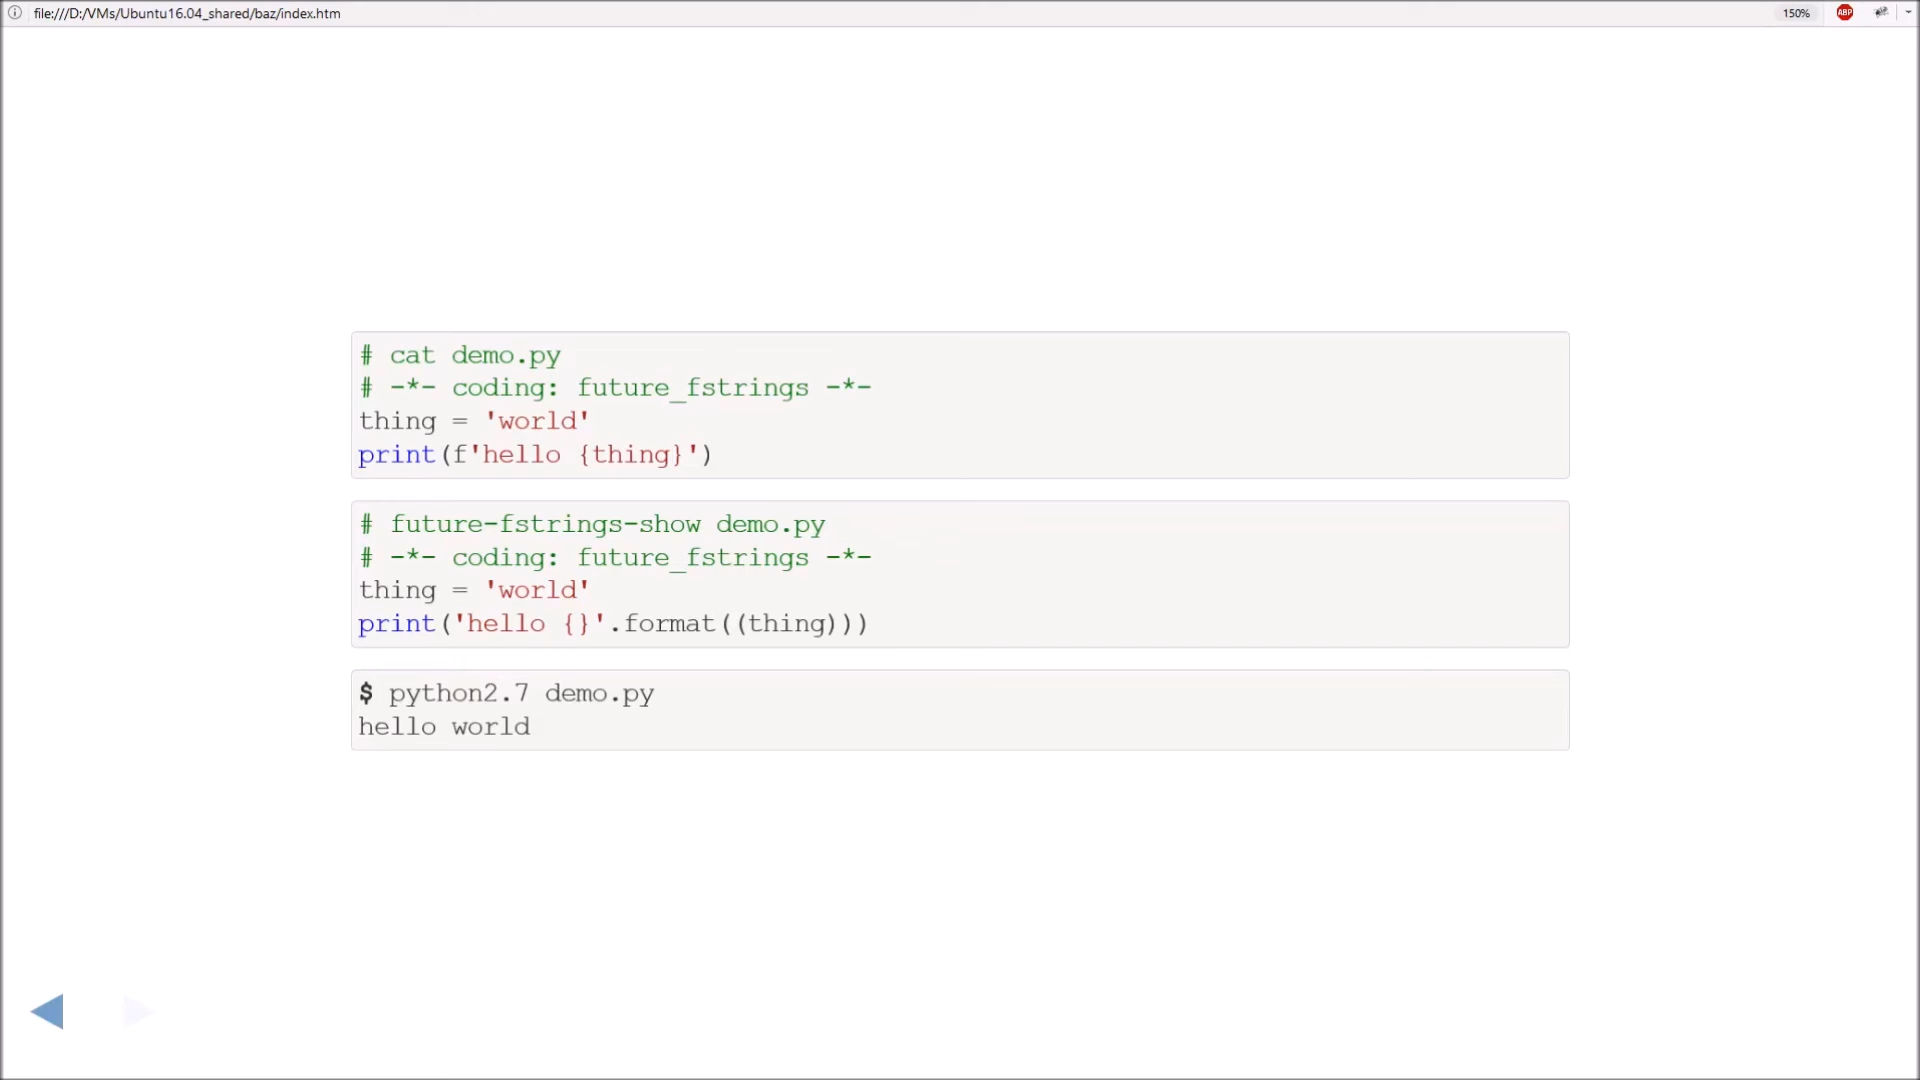 file:///D:/VMs/Ubuntu16.04_shared/baz/index.htm
150%
ABP
# cat demo.py
# -*- coding: future_fstrings -*-
thing = 'world'
print(f'hello {thing}')
# future-fstrings-show demo.py
# -*- coding: future_fstrings -*-
thing = 'world'
print('hello {}'.format((thing)))
$ python2.7 demo.py
hello world